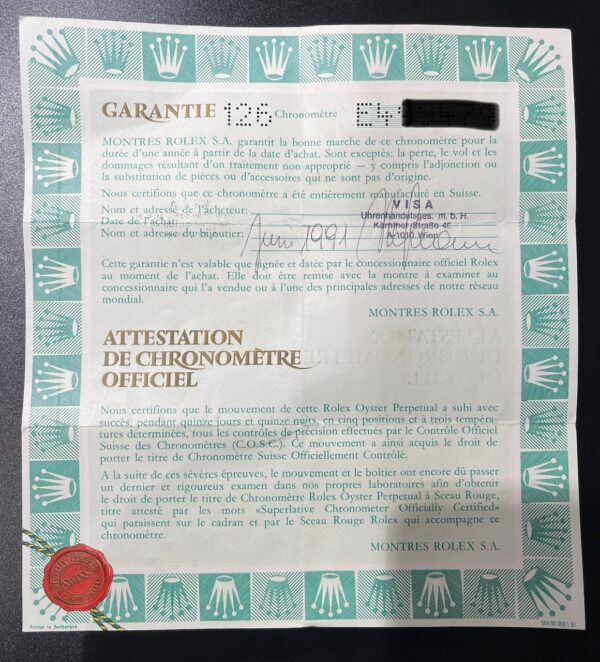 GARANTIE 126 Chronomètre
MONTRES ROLEX S.A. garantit la bonne marche de ce chronomètre pour la
durée d'une année à partir de la date d'achat. Sont exceptés: la perte, le vol et les
dommages résultant d'un traitement non approprié – y compris l'adjonction ou
la substitution de pièces ou d'accessoires qui ne sont pas d'origine.
Nous certifions que ce chronomètre a été entièrement manufacturé en Suisse.
VISA
Nom et adresse de l'acheteur:
Uhrenhandelsges. m. b. H.
Date de l'achat:
Kärntner Straße 4
Nom et adresse du bijoutier:
A-1010 Wien
Juni 1991
Cette garantie n'est valable que signée et datée par le concessionnaire officiel Rolex
au moment de l'achat. Elle doit être remise avec la montre à examiner au
concessionnaire qui l'a vendue ou à l'une des principales adresses de notre réseau
mondial.
MONTRES ROLEX S.A.
ATTESTATION
DE CHRONOMÈTRE
OFFICIEL
Nous certifions que le mouvement de cette Rolex Oyster Perpetual a subi avec
succès, pendant quinze jours et quinze nuits, en cinq positions et à trois tempéra-
tures déterminées, tous les contrôles de précision effectués par le Contrôle Officiel
Suisse des Chronomètres (C.O.S.C.). Ce mouvement a ainsi acquis le droit de
porter le titre de Chronomètre Suisse Officiellement Contrôlé.
A la suite de ces sévères épreuves, le mouvement et le boîtier ont encore dû passer
un dernier et rigoureux examen dans nos propres laboratoires afin d'obtenir
le droit de porter le titre de Chronomètre Rolex Oyster Perpetual à Sceau Rouge,
titre attesté par les mots «Superlative Chronometer Officially Certified»
qui paraissent sur le cadran et par le Sceau Rouge Rolex qui accompagne ce
chronomètre.
MONTRES ROLEX S.A.
SWISS
Printed in Switzerland